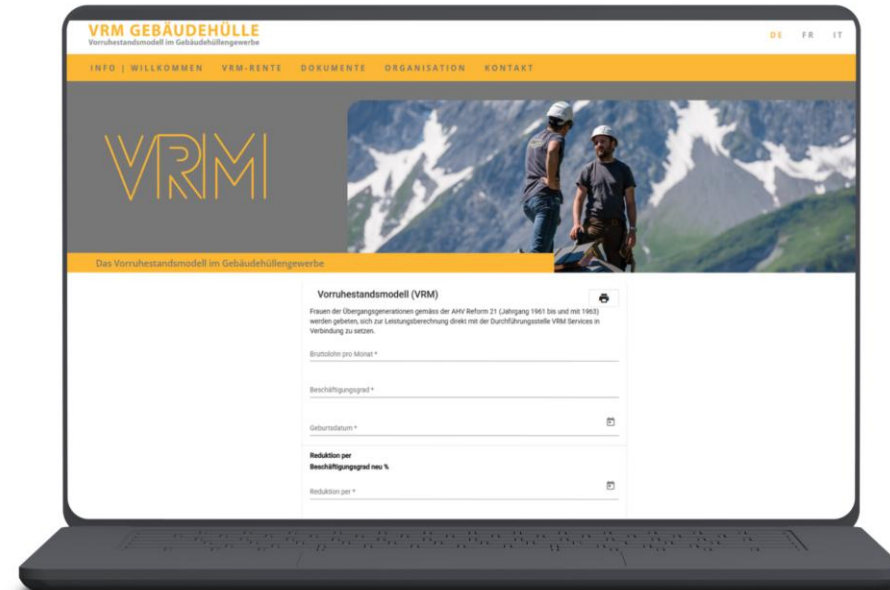 VRM GEBÄUDEHÜLLE
Vorruhestandsmodell im Gebäudehüllengewerbe
DE FR IT
INFO | WILLKOMMEN VRM-RENTE DOKUMENTE ORGANISATION KONTAKT
VRM
Das Vorruhestandsmodell im Gebäudehüllengewerbe
Vorruhestandsmodell (VRM)
Frauen der Übergangsgenerationen gemäss der AHV Reform 21 (Jahrgang 1961 bis und mit 1963)
werden gebeten, sich zur Leistungsberechnung direkt mit der Durchführungsstelle VRM Services in
Verbindung zu setzen.
Bruttolohn pro Monat *
Beschäftigungsgrad *
Geburtsdatum *
Reduktion per
Beschäftigungsgrad neu %
Reduktion per *